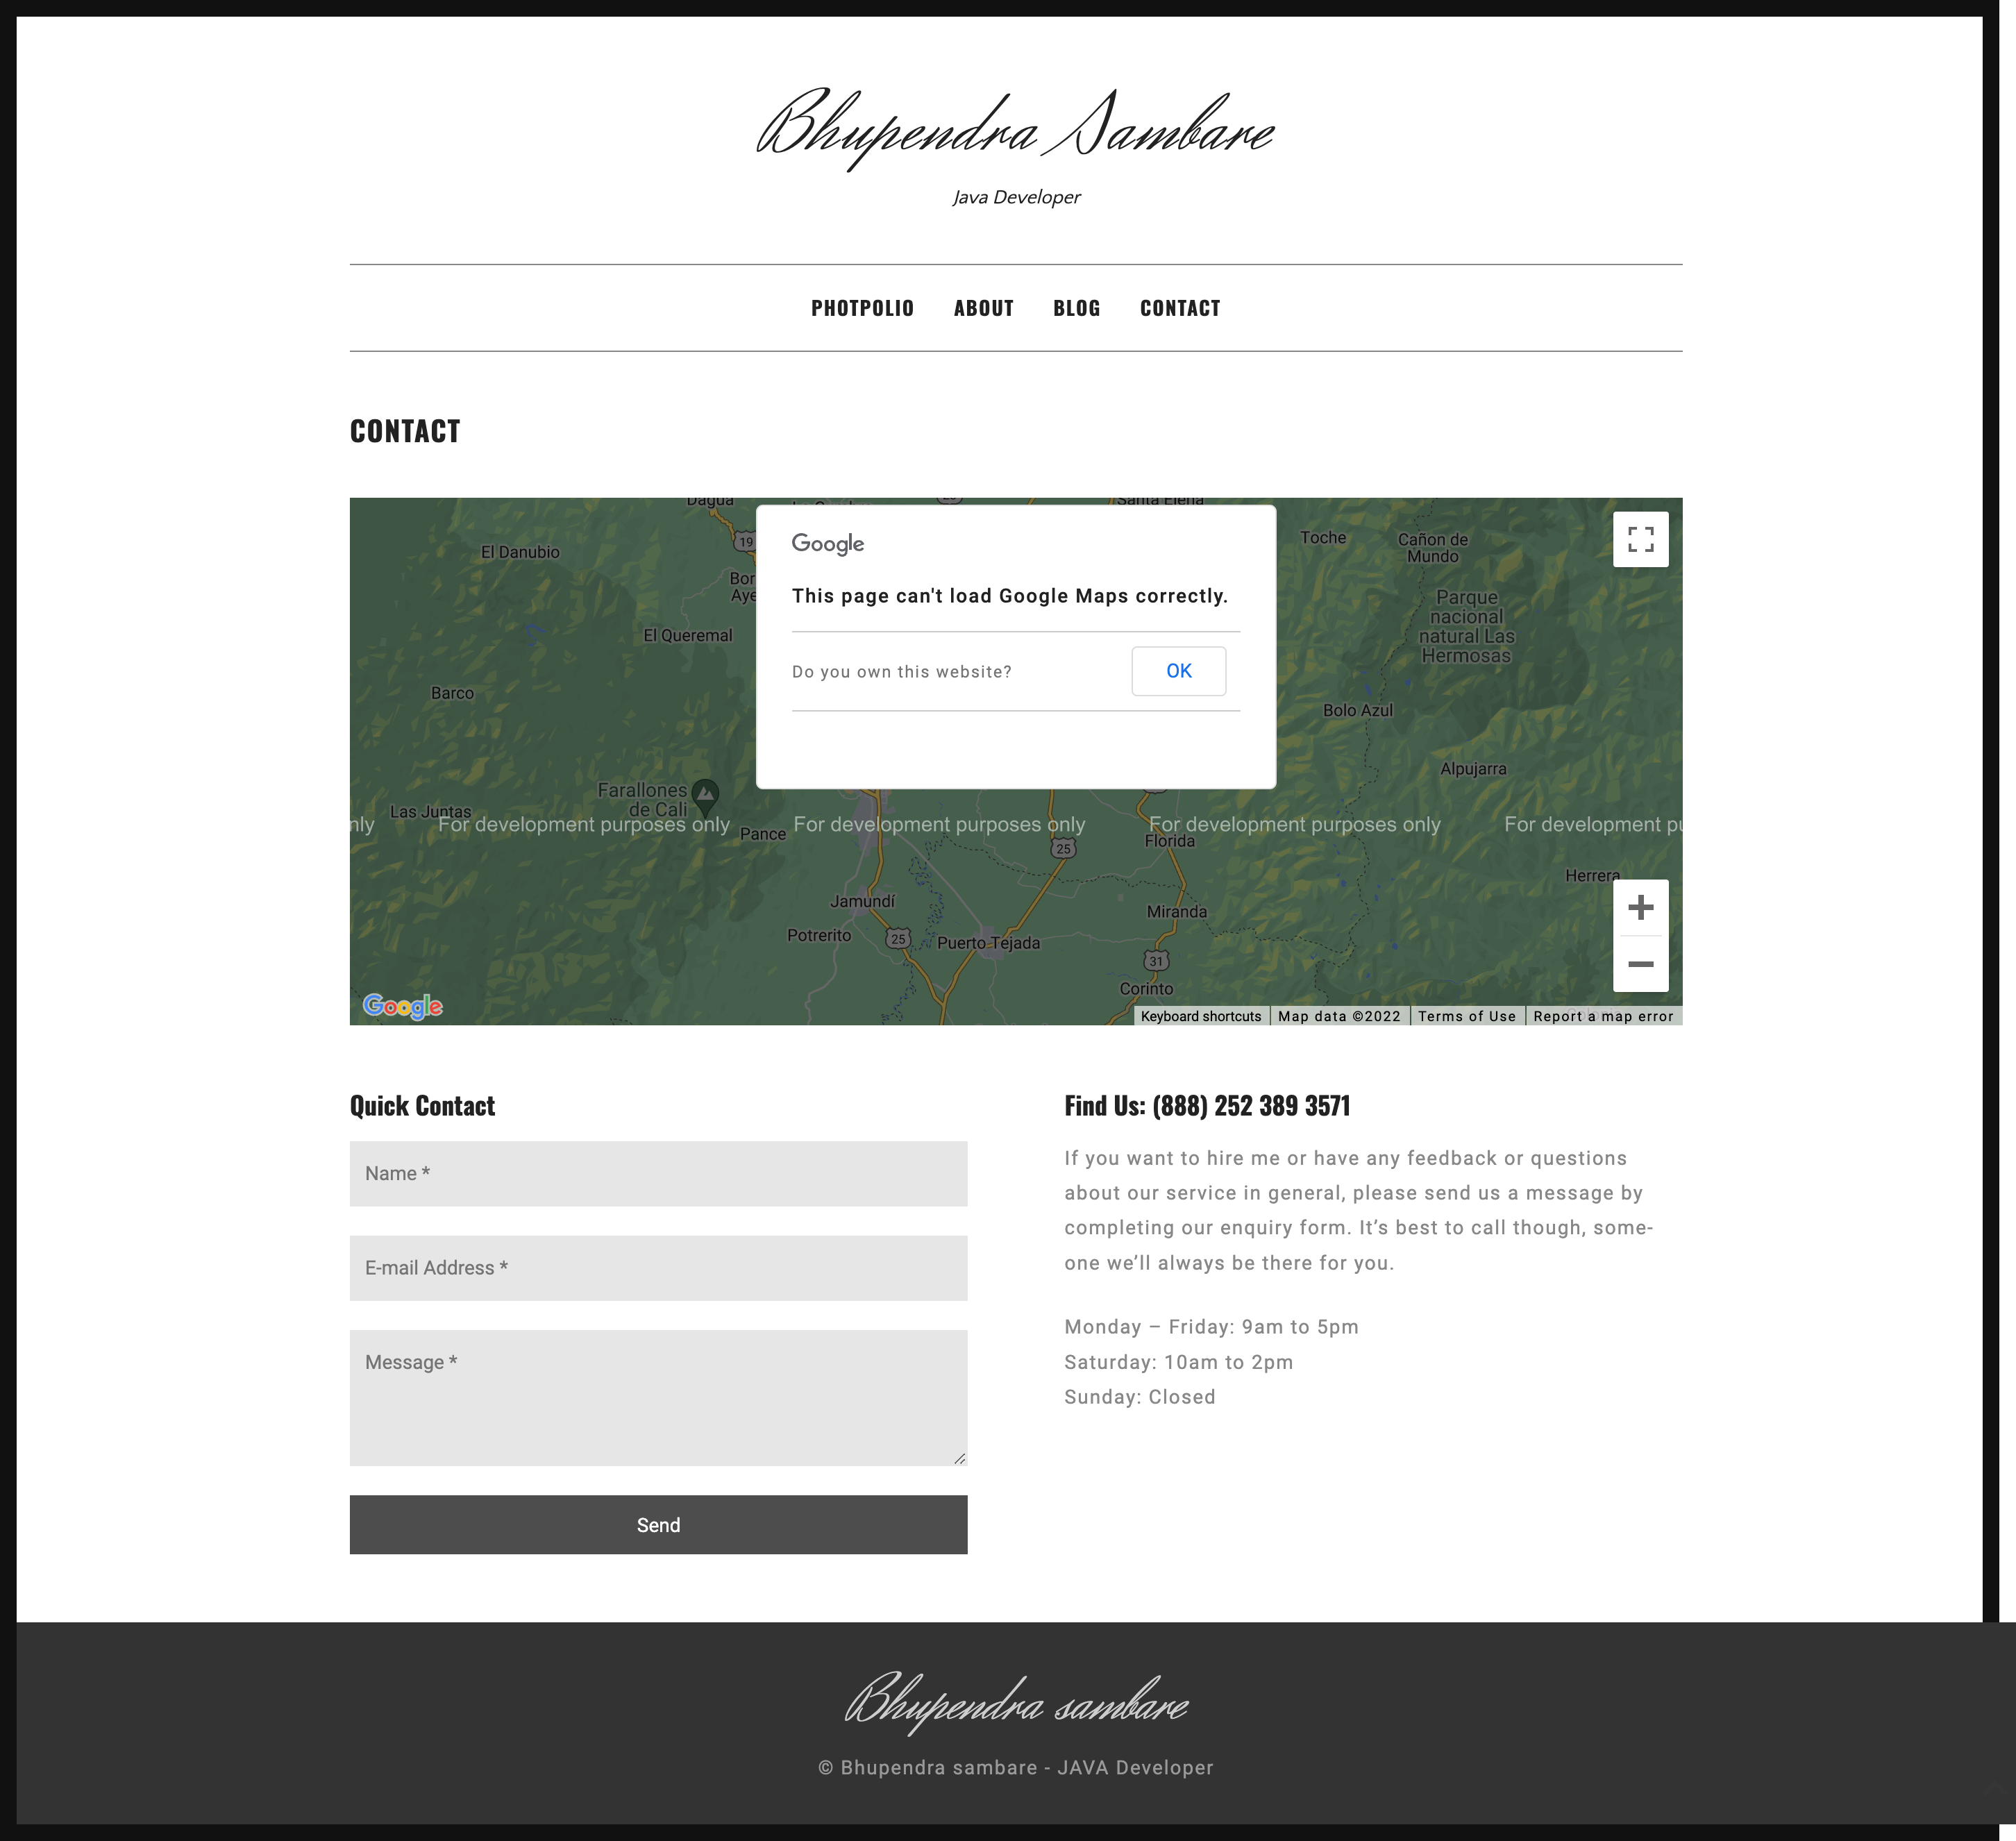 Bhupendra Sambare
Java Developer
PHOTPOLIO ABOUT BLOG CONTACT
CONTACT
Dagua
Santa Elena
19
El Danubio
Toche
Cañon de
Mundo
Google
This page can't load Google Maps correctly.
Do you own this website?
OK
Bor
Aye
El Queremal
Parque
nacional
natural Las
Hermosas
Barco
Bolo Azul
Alpujarra
Farallones
de Cali
Las Juntas
nly
For development purposes only
For development purposes only
For development purposes only
For development pu
Pance
25
Florida
Herrera
Jamundí
Miranda
Potrerito
25
Puerto Tejada
31
Corinto
Google
Keyboard shortcuts
Map data ©2022
Terms of Use
Report a map error
Quick Contact
Name *
E-mail Address *
Message *
Send
Find Us: (888) 252 389 3571
If you want to hire me or have any feedback or questions
about our service in general, please send us a message by
completing our enquiry form. It’s best to call though, some-
one we’ll always be there for you.
Monday – Friday: 9am to 5pm
Saturday: 10am to 2pm
Sunday: Closed
Bhupendra sambare
© Bhupendra sambare - JAVA Developer